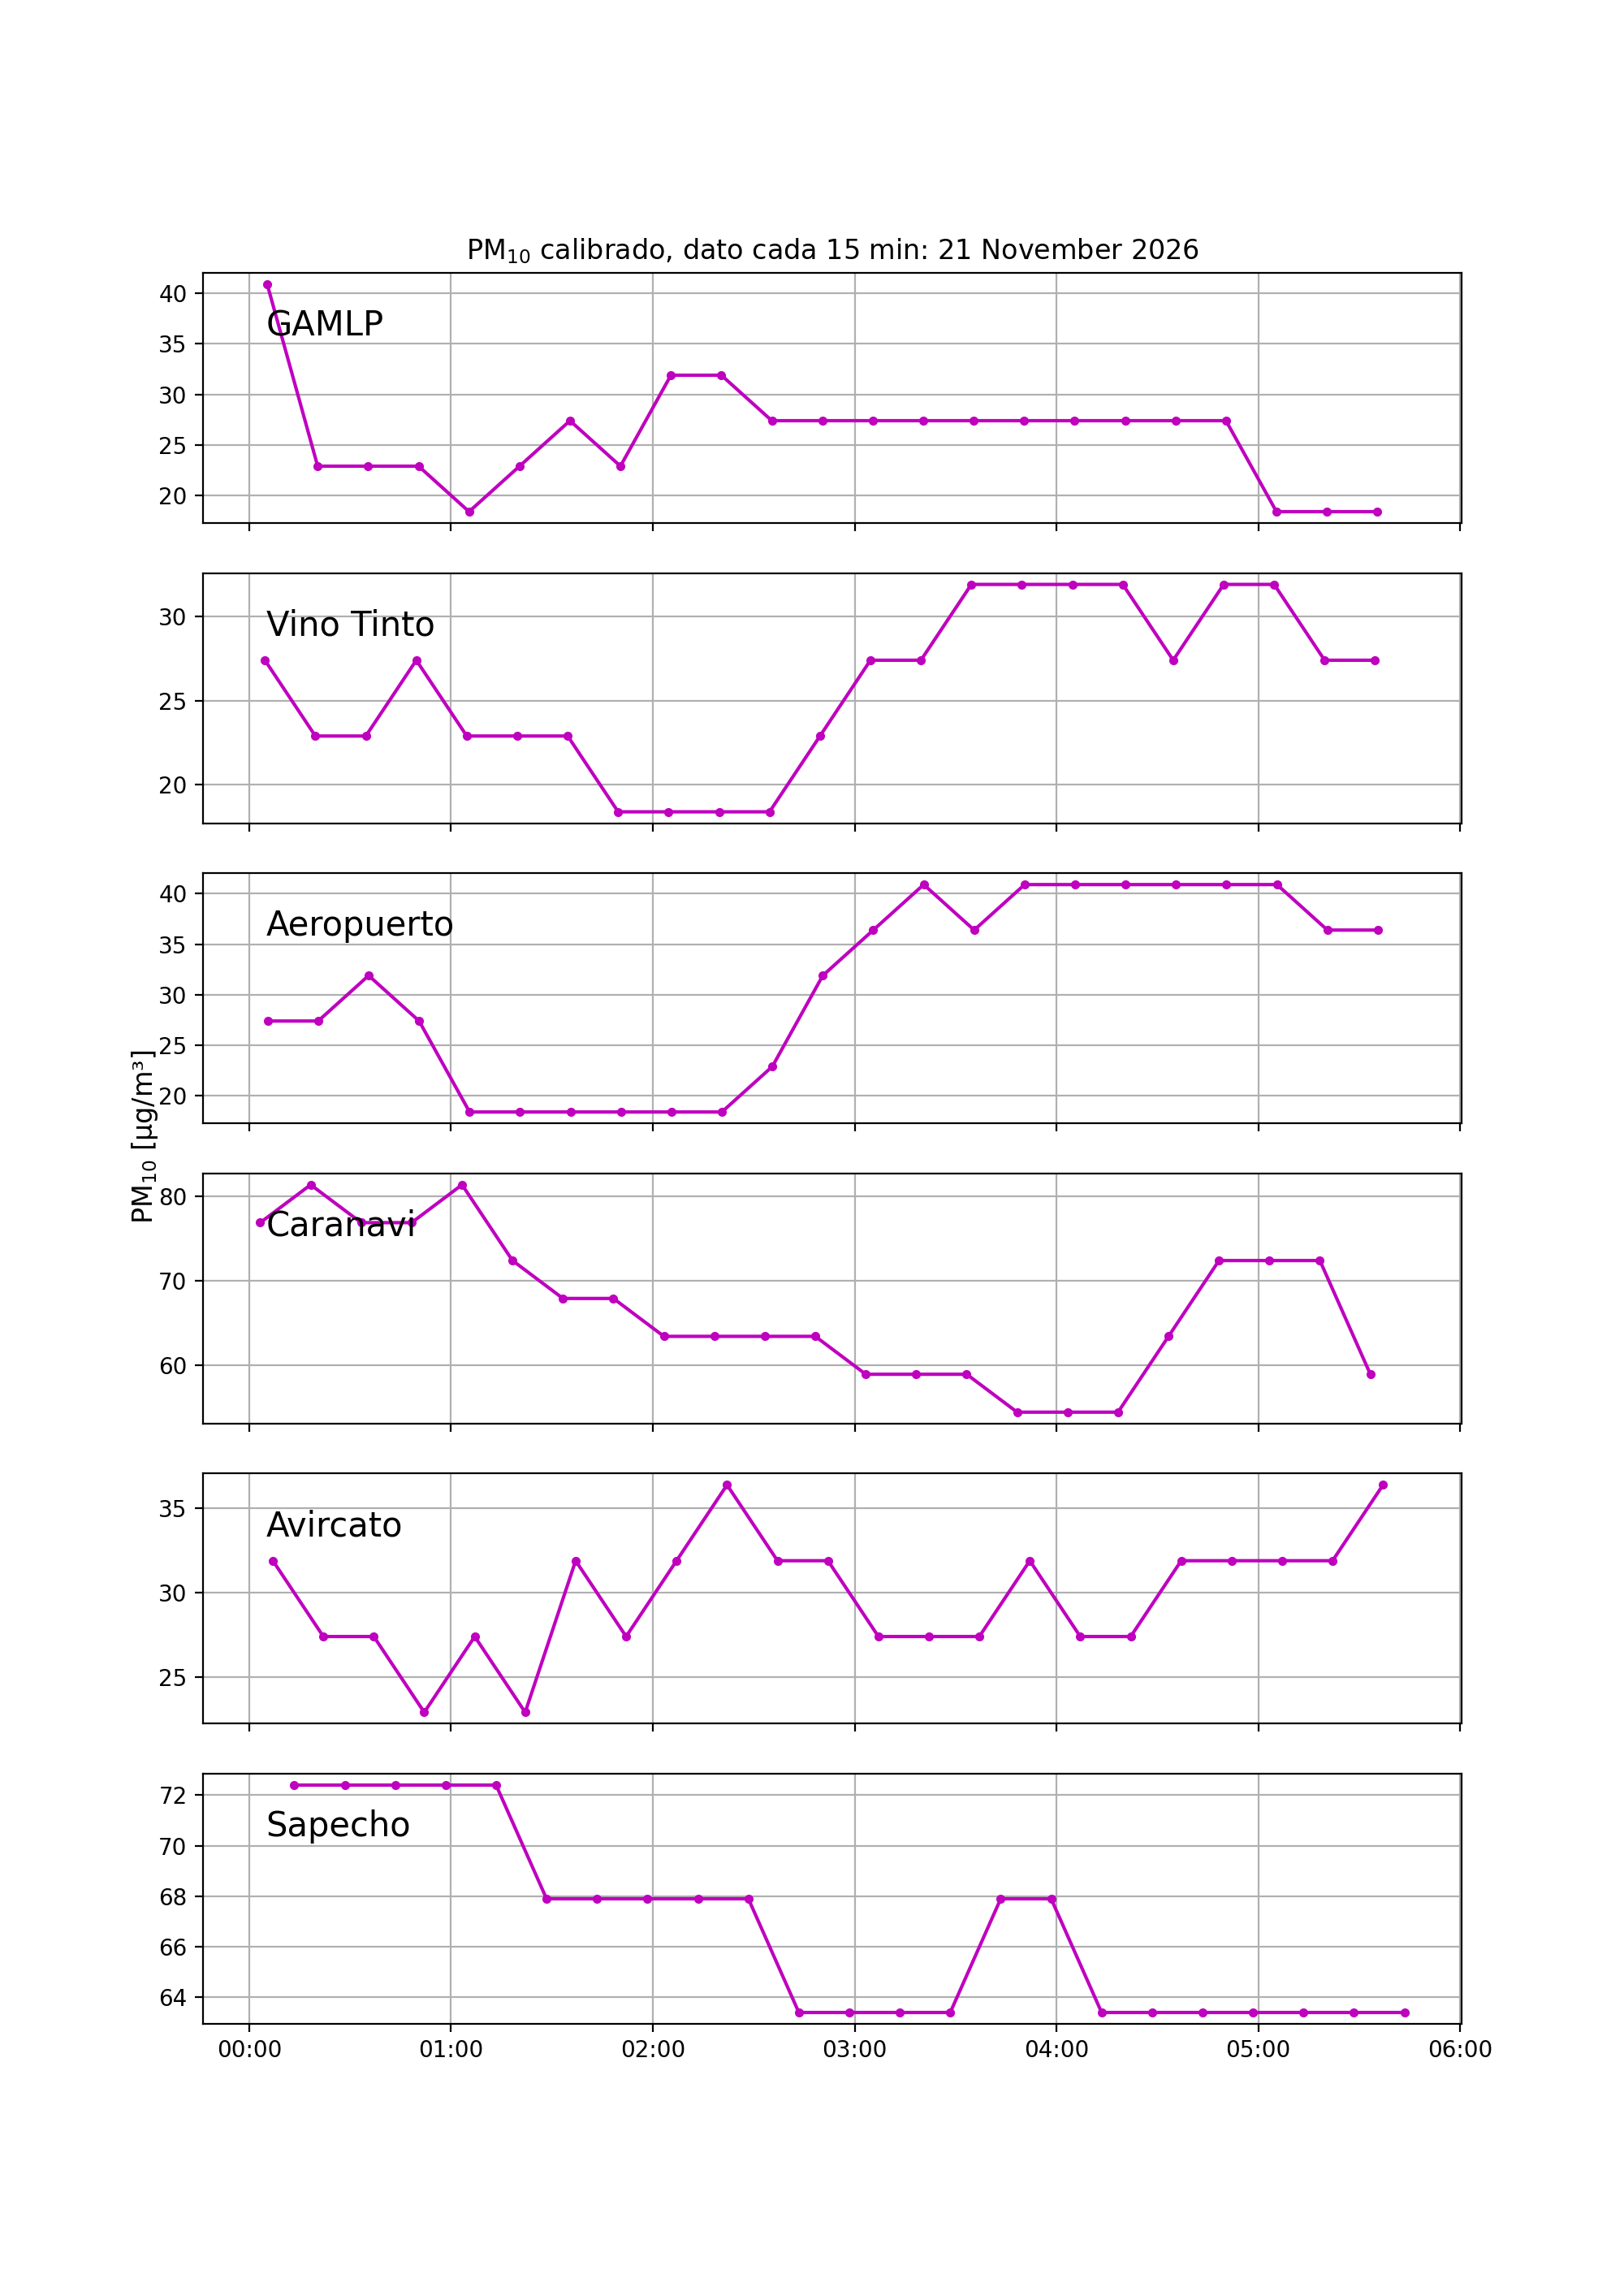 PM₁₀ calibrado, dato cada 15 min: 21 November 2026
40
GAMLP
35
30
25
20
30
Vino Tinto
25
20
40
Aeropuerto
35
30
25
20
PM₁₀ [µg/m³]
80
Caranavi
70
60
35
Avircato
30
25
72
Sapecho
70
68
66
64
00:00 01:00 02:00 03:00 04:00 05:00 06:00